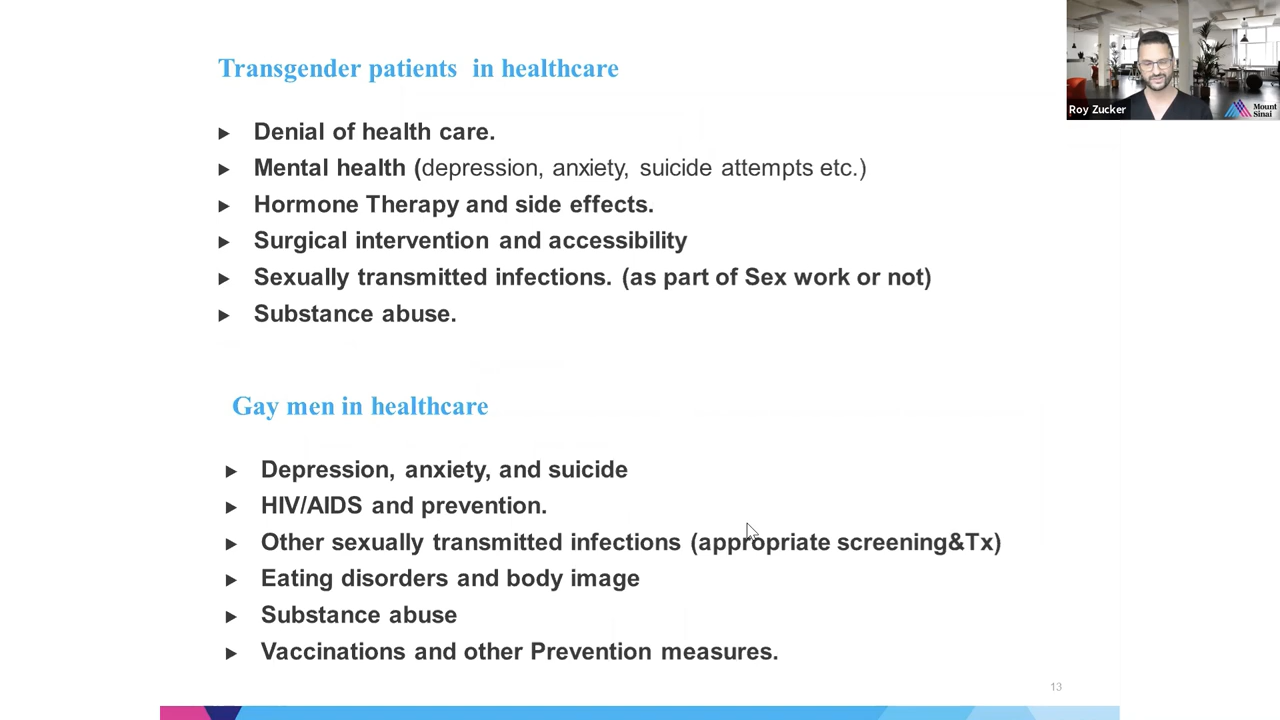 Transgender patients in healthcare
Denial of health care.
Mental health (depression, anxiety, suicide attempts etc.)
Hormone Therapy and side effects.
Surgical intervention and accessibility
Sexually transmitted infections. (as part of Sex work or not)
Substance abuse.
Gay men in healthcare
Depression, anxiety, and suicide
HIV/AIDS and prevention.
Other sexually transmitted infections (appropriate screening&Tx)
Eating disorders and body image
Substance abuse
Vaccinations and other Prevention measures.
13
Roy Zucker
Mount
Sinai